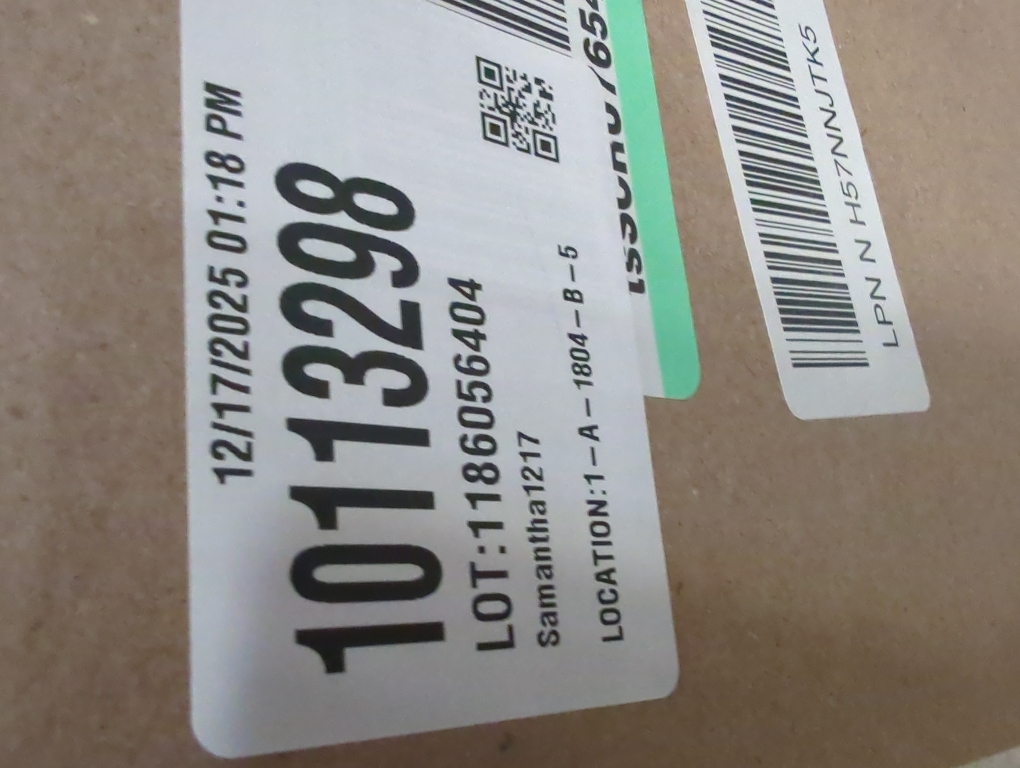 12/17/2025 01:18 PM
10113298
LOT:1186056404
Samantha1217
LOCATION:1-A-1804-B-5
LPN N H57NNJTK5